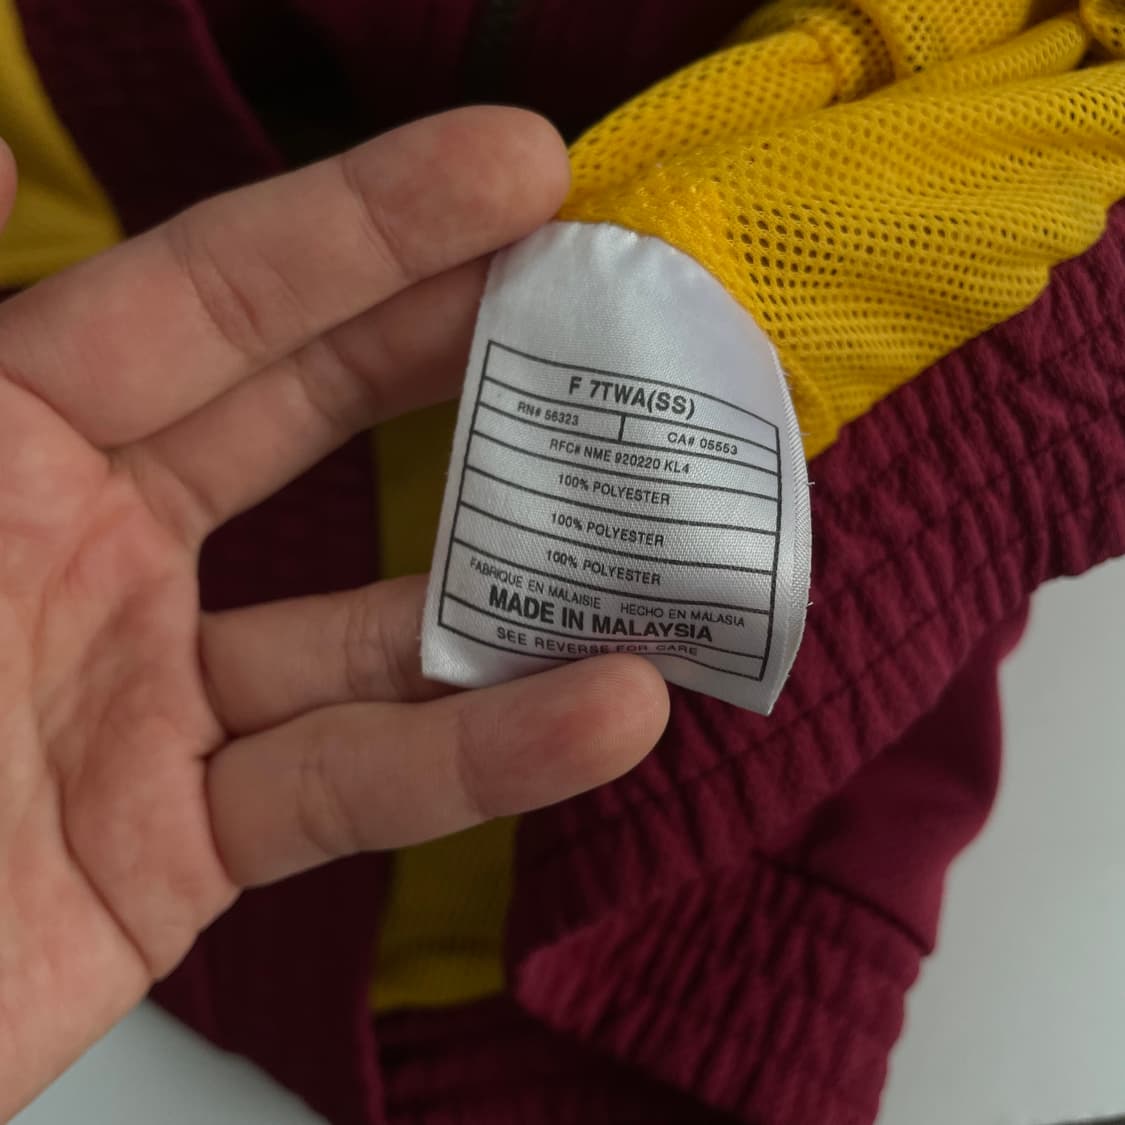 F 7TWA(SS)
RN# 56323 CA# 05553
RFC# NME 920220 KL4
100% POLYESTER
100% POLYESTER
100% POLYESTER
FABRIQUE EN MALAISIE HECHO EN MALASIA
MADE IN MALAYSIA
SEE REVERSE FOR CARE